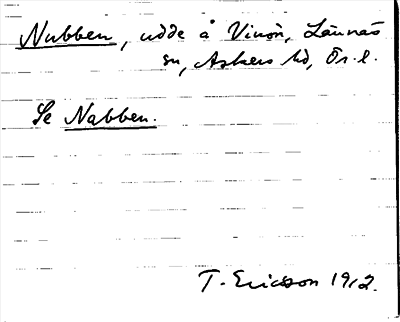 Nubben, udde å Vinön, Lännäs
sn, Askers hd, Ör. l.
Se Nabben.
T. Ericsson 1912.